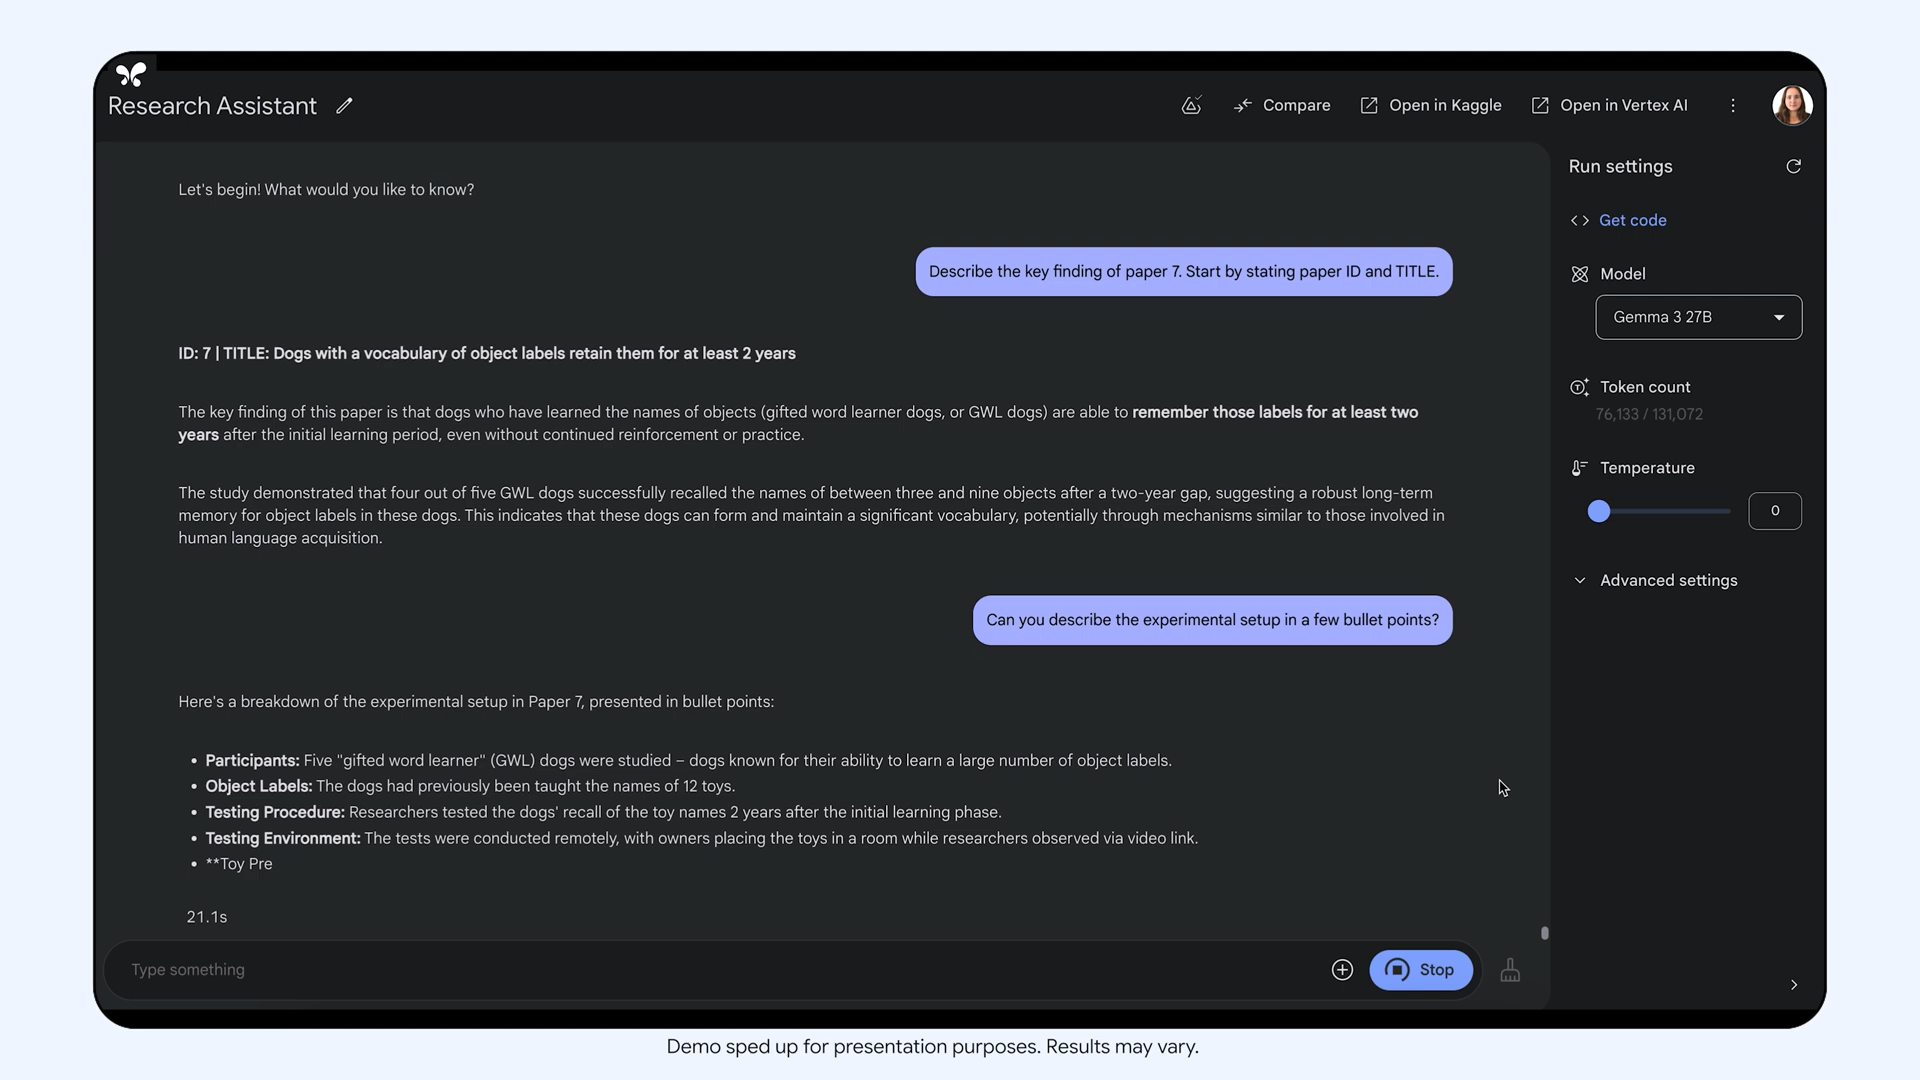 Research Assistant
Compare
Open in Kaggle
Open in Vertex AI
Let's begin! What would you like to know?
Describe the key finding of paper 7. Start by stating paper ID and TITLE.
ID: 7 | TITLE: Dogs with a vocabulary of object labels retain them for at least 2 years
The key finding of this paper is that dogs who have learned the names of objects (gifted word learner dogs, or GWL dogs) are able to remember those labels for at least two
years after the initial learning period, even without continued reinforcement or practice.
The study demonstrated that four out of five GWL dogs successfully recalled the names of between three and nine objects after a two-year gap, suggesting a robust long-term
memory for object labels in these dogs. This indicates that these dogs can form and maintain a significant vocabulary, potentially through mechanisms similar to those involved in
human language acquisition.
Can you describe the experimental setup in a few bullet points?
Here's a breakdown of the experimental setup in Paper 7, presented in bullet points:
• Participants: Five "gifted word learner" (GWL) dogs were studied – dogs known for their ability to learn a large number of object labels.
• Object Labels: The dogs had previously been taught the names of 12 toys.
• Testing Procedure: Researchers tested the dogs' recall of the toy names 2 years after the initial learning phase.
• Testing Environment: The tests were conducted remotely, with owners placing the toys in a room while researchers observed via video link.
• **Toy Pre
21.1s
Type something
Stop
Run settings
<> Get code
Model
Gemma 3 27B
Token count
76,133 / 131,072
Temperature
0
Advanced settings
Demo sped up for presentation purposes. Results may vary.